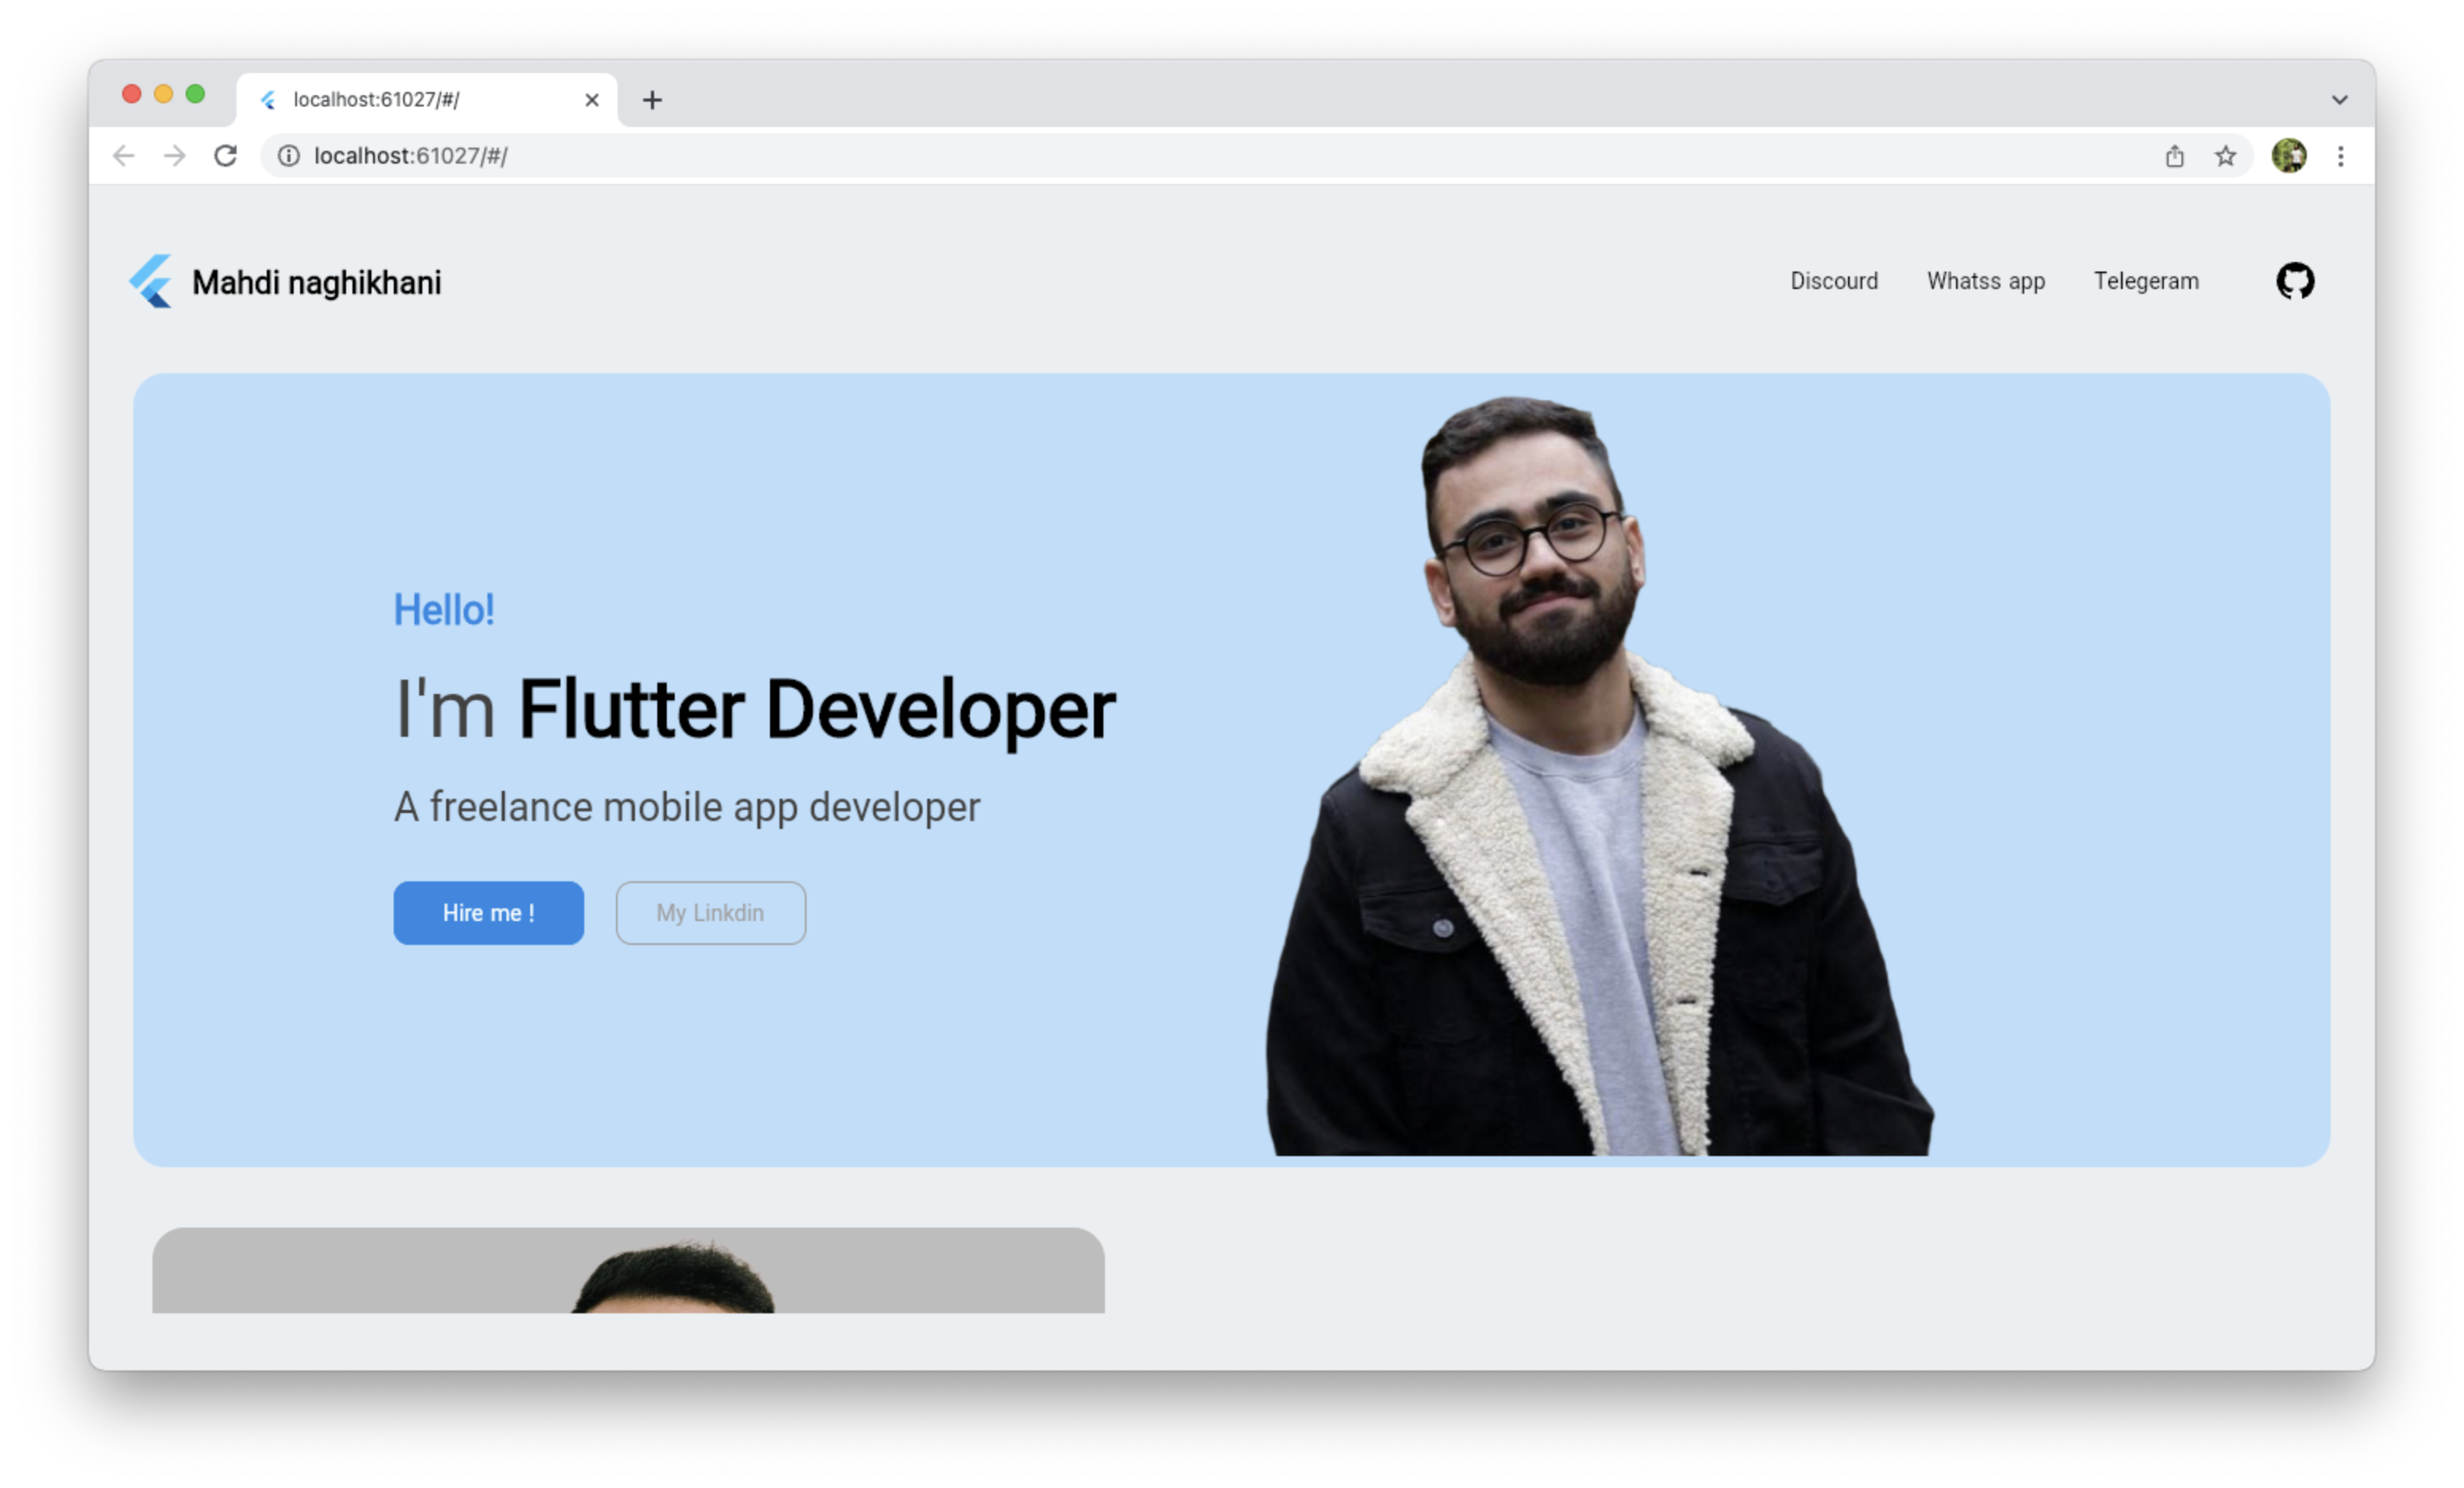 localhost:61027/#/
localhost:61027/#/
Mahdi naghikhani
Discourd Whatss app Telegeram
Hello!
I'm Flutter Developer
A freelance mobile app developer
Hire me ! My Linkdin